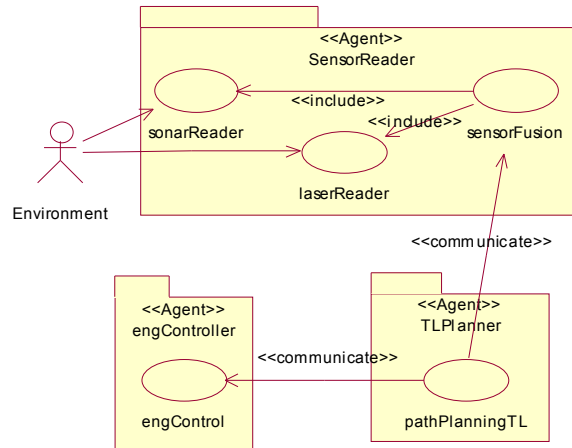 <<Agent>>
SensorReader
<<include>>
<<include>>
sonarReader
sensorFusion
laserReader
Environment
<<communicate>>
<<Agent>>
engController
<<Agent>>
TLPlanner
<<communicate>>
engControl
pathPlanningTL